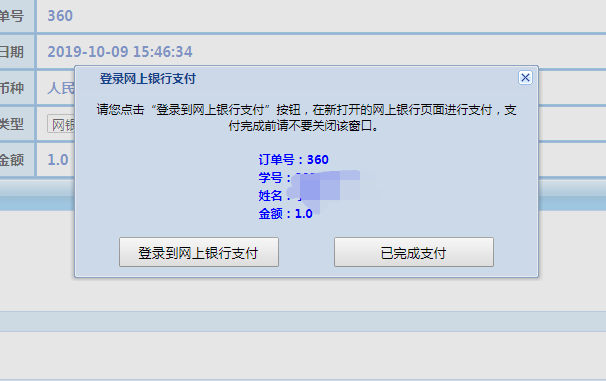 单号 360
日期 2019-10-09 15:46:34
登录网上银行支付
币种 人民
请您点击“登录到网上银行支付”按钮，在新打开的网上银行页面进行支付，支
付完成前请不要关闭该窗口。
类型 网银
金额 1.0
订单号：360
学号：
姓名：
金额：1.0
登录到网上银行支付 已完成支付